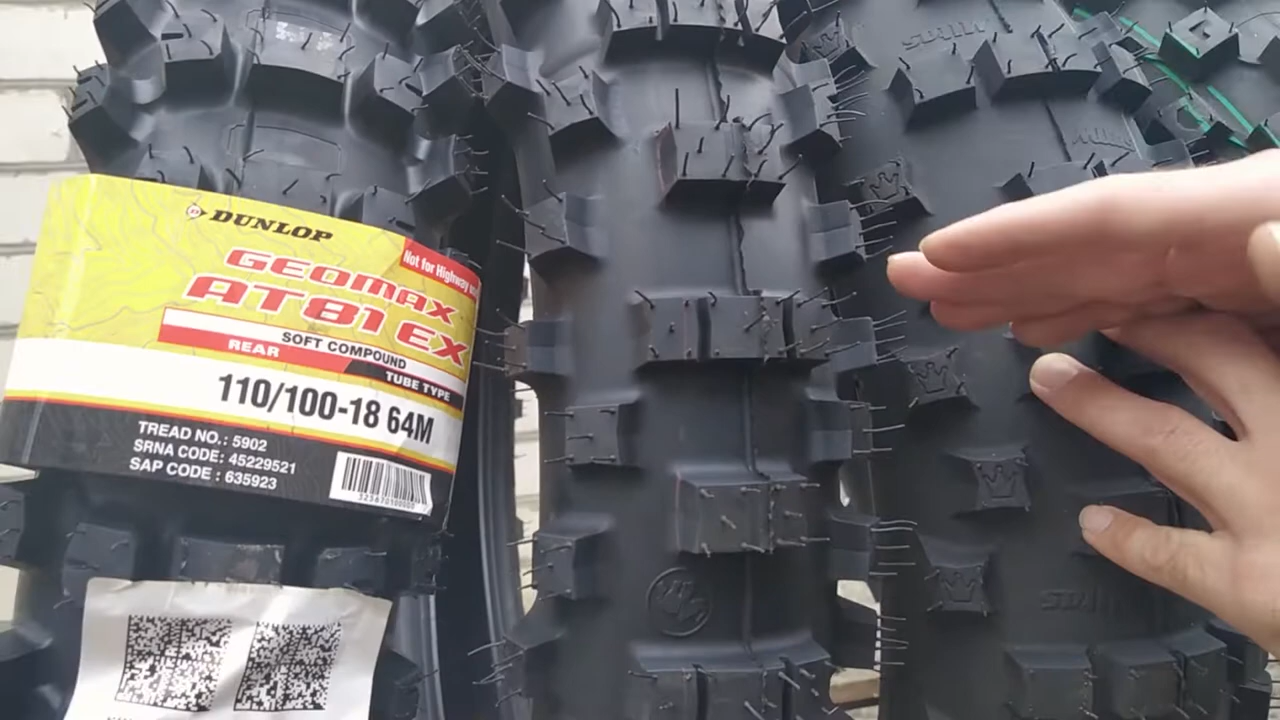 DUNLOP
GEOMAX
Not for Highway
AT81 EX
SOFT COMPOUND
REAR
TUBE TYPE
110/100-18 64M
TREAD NO.: 5902
SRNA CODE: 45229521
SAP CODE : 635923